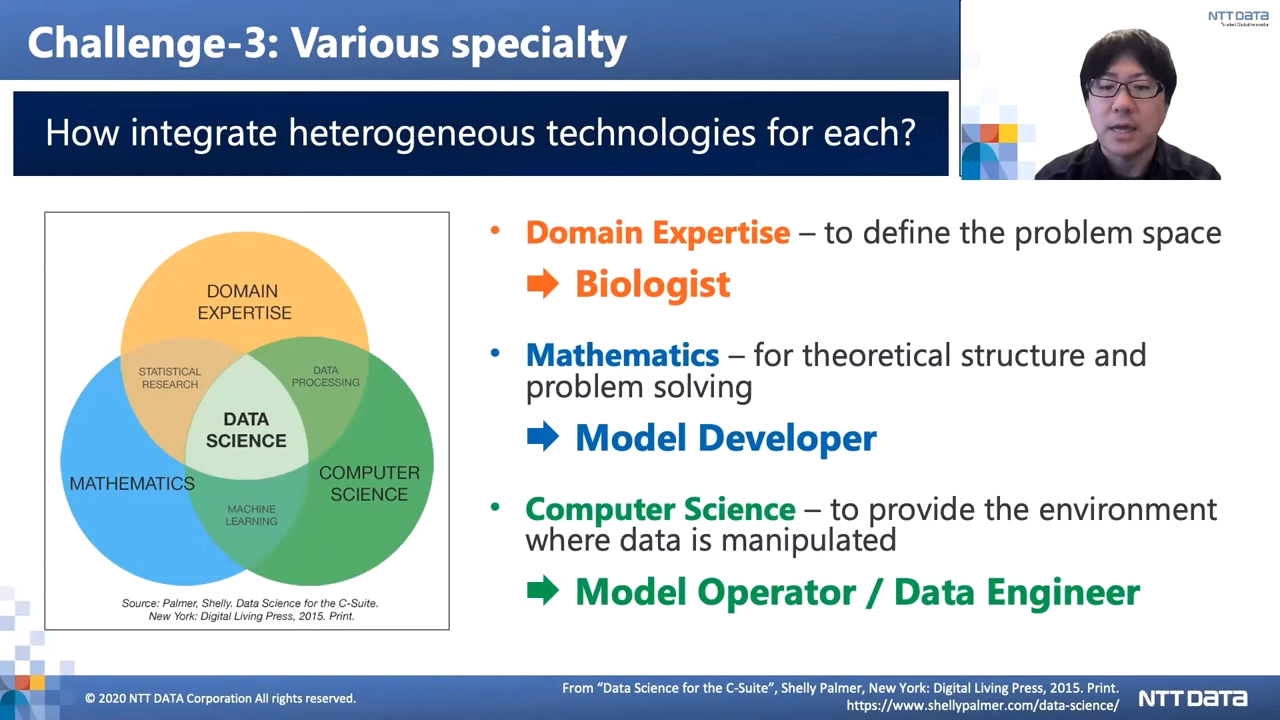 Challenge-3: Various specialty
NTT DATA
Trusted Global Innovator
How integrate heterogeneous technologies for each?
DOMAIN
EXPERTISE
STATISTICAL
RESEARCH
DATA
PROCESSING
DATA
SCIENCE
MATHEMATICS
COMPUTER
SCIENCE
MACHINE
LEARNING
Source: Palmer, Shelly. Data Science for the C-Suite.
New York: Digital Living Press, 2015. Print.
• Domain Expertise – to define the problem space
Biologist
• Mathematics – for theoretical structure and
problem solving
Model Developer
• Computer Science – to provide the environment
where data is manipulated
Model Operator / Data Engineer
© 2020 NTT DATA Corporation All rights reserved.
From “Data Science for the C-Suite”, Shelly Palmer, New York: Digital Living Press, 2015. Print.
https://www.shellypalmer.com/data-science/
NTT DATA